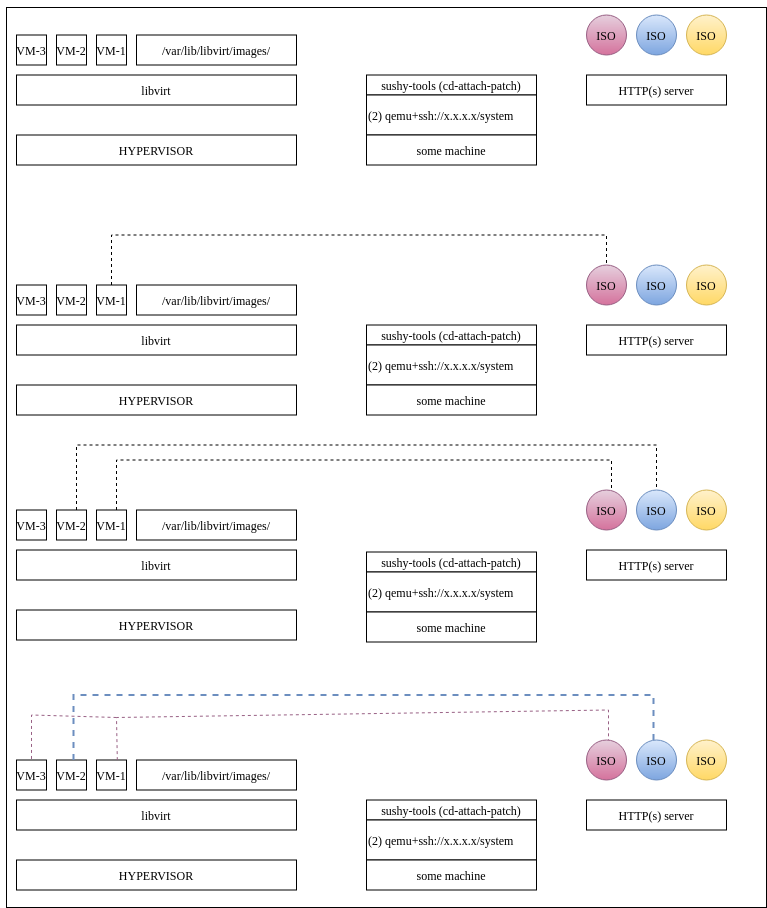 ISO ISO ISO
VM-3 VM-2 VM-1 /var/lib/libvirt/images/
libvirt sushy-tools (cd-attach-patch) HTTP(s) server
(2) qemu+ssh://x.x.x.x/system
HYPERVISOR some machine
VM-3 VM-2 VM-1 /var/lib/libvirt/images/ ISO ISO ISO
libvirt sushy-tools (cd-attach-patch) HTTP(s) server
(2) qemu+ssh://x.x.x.x/system
HYPERVISOR some machine
VM-3 VM-2 VM-1 /var/lib/libvirt/images/ ISO ISO ISO
libvirt sushy-tools (cd-attach-patch) HTTP(s) server
(2) qemu+ssh://x.x.x.x/system
HYPERVISOR some machine
VM-3 VM-2 VM-1 /var/lib/libvirt/images/ ISO ISO ISO
libvirt sushy-tools (cd-attach-patch) HTTP(s) server
(2) qemu+ssh://x.x.x.x/system
HYPERVISOR some machine